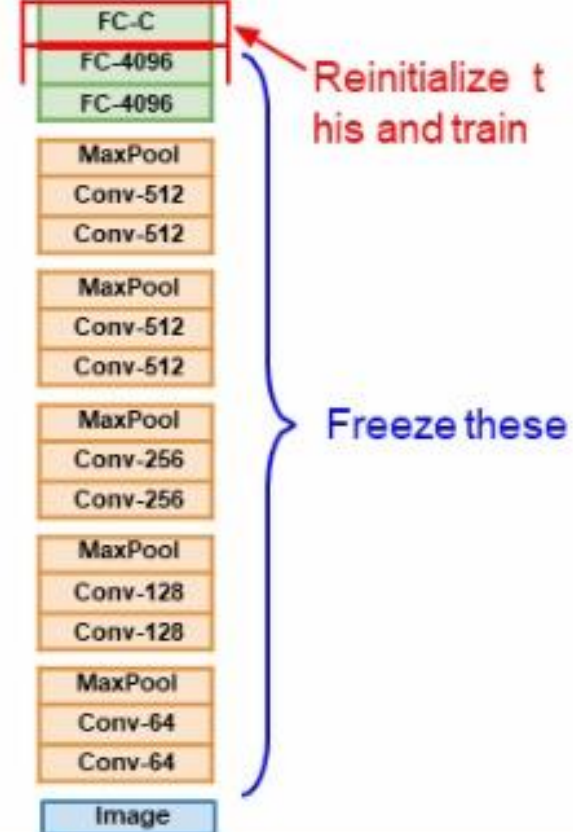 FC-C
FC-4096
FC-4096
Reinitialize t
his and train
MaxPool
Conv-512
Conv-512
MaxPool
Conv-512
Conv-512
MaxPool
Conv-256
Conv-256
Freeze these
MaxPool
Conv-128
Conv-128
MaxPool
Conv-64
Conv-64
Image